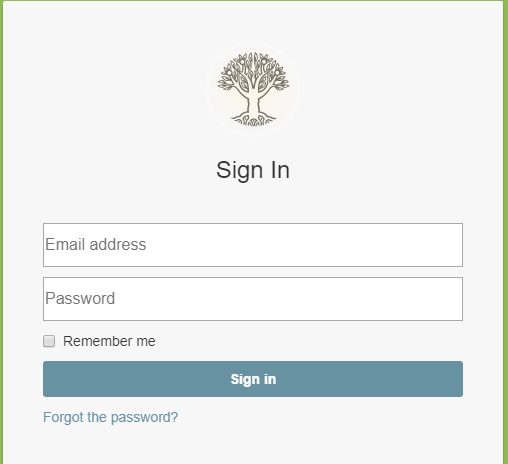 Sign In
Email address
Password
Remember me
Sign in
Forgot the password?